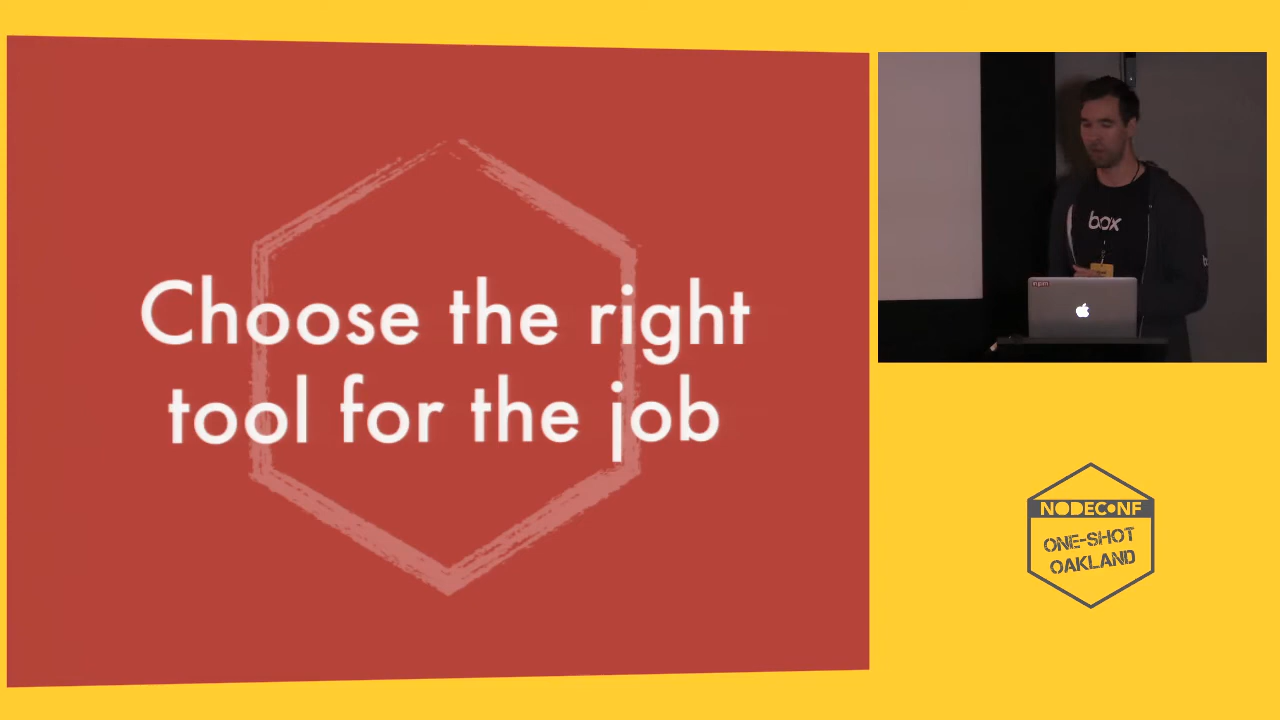 Choose the right
tool for the job
box
NODECONF
ONE-SHOT
OAKLAND